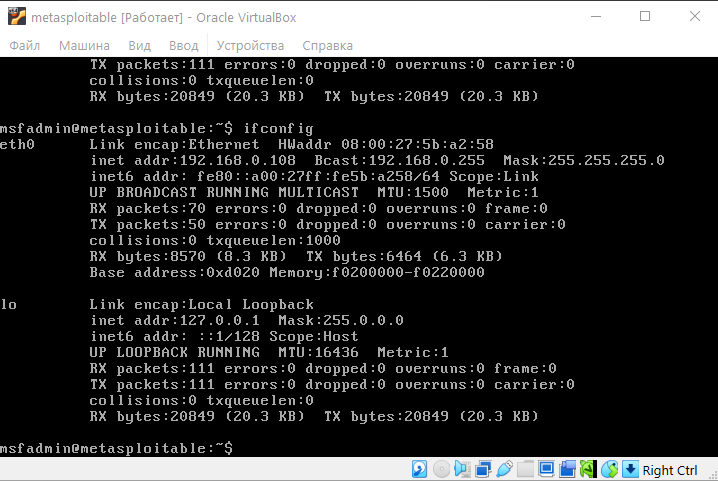 metasploitable [Работает] - Oracle VirtualBox
Файл Машина Вид Ввод Устройства Справка
TX packets:111 errors:0 dropped:0 overruns:0 carrier:0
collisions:0 txqueuelen:0
RX bytes:20849 (20.3 KB)  TX bytes:20849 (20.3 KB)
msfadmin@metasploitable:~$ ifconfig
eth0 Link encap:Ethernet  HWaddr 08:00:27:5b:a2:58
inet addr:192.168.0.108  Bcast:192.168.0.255  Mask:255.255.255.0
inet6 addr: fe80::a00:27ff:fe5b:a258/64 Scope:Link
UP BROADCAST RUNNING MULTICAST  MTU:1500  Metric:1
RX packets:70 errors:0 dropped:0 overruns:0 frame:0
TX packets:50 errors:0 dropped:0 overruns:0 carrier:0
collisions:0 txqueuelen:1000
RX bytes:8570 (8.3 KB)  TX bytes:6464 (6.3 KB)
Base address:0xd020 Memory:f0200000-f0220000
lo Link encap:Local Loopback
inet addr:127.0.0.1  Mask:255.0.0.0
inet6 addr: ::1/128 Scope:Host
UP LOOPBACK RUNNING  MTU:16436  Metric:1
RX packets:111 errors:0 dropped:0 overruns:0 frame:0
TX packets:111 errors:0 dropped:0 overruns:0 carrier:0
collisions:0 txqueuelen:0
RX bytes:20849 (20.3 KB)  TX bytes:20849 (20.3 KB)
msfadmin@metasploitable:~$
Right Ctrl